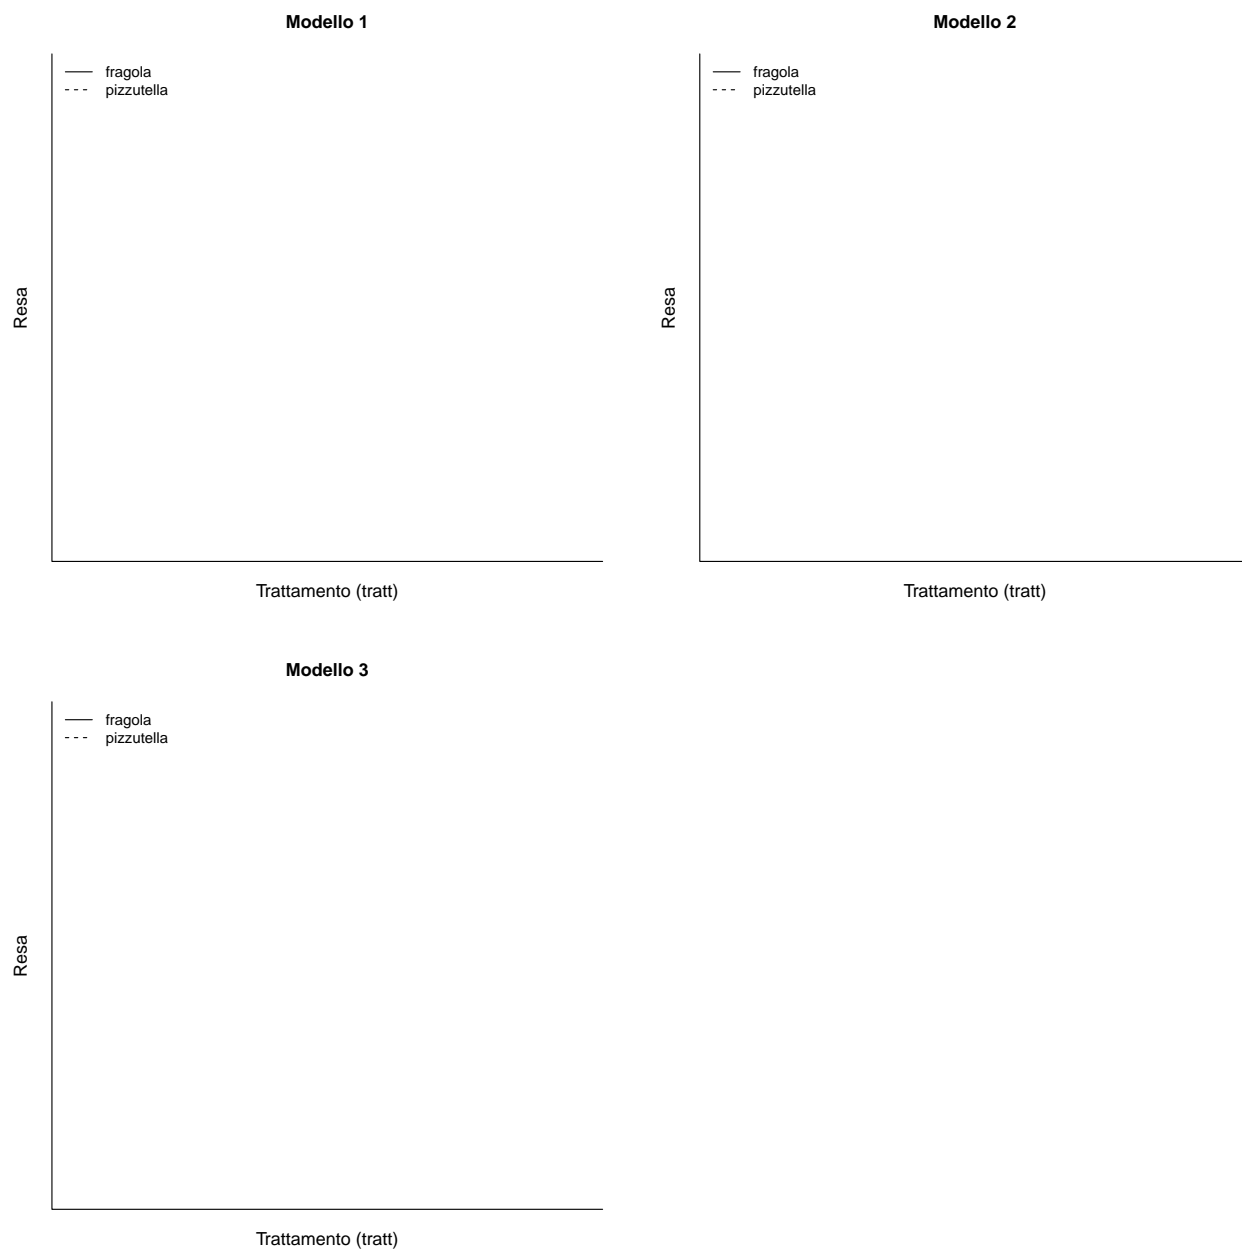 Modello 1
fragola
pizzutella
Resa
Trattamento (tratt)
Modello 2
fragola
pizzutella
Resa
Trattamento (tratt)
Modello 3
fragola
pizzutella
Resa
Trattamento (tratt)